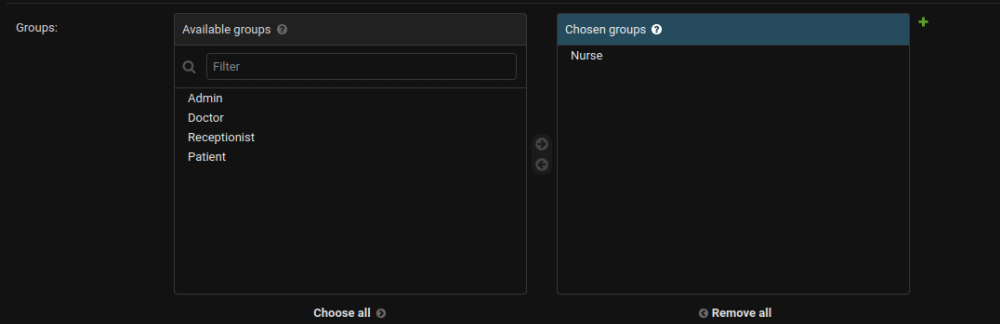 Groups:
Available groups ?
Filter
Admin
Doctor
Receptionist
Patient
Choose all
Chosen groups ?
Nurse
Remove all